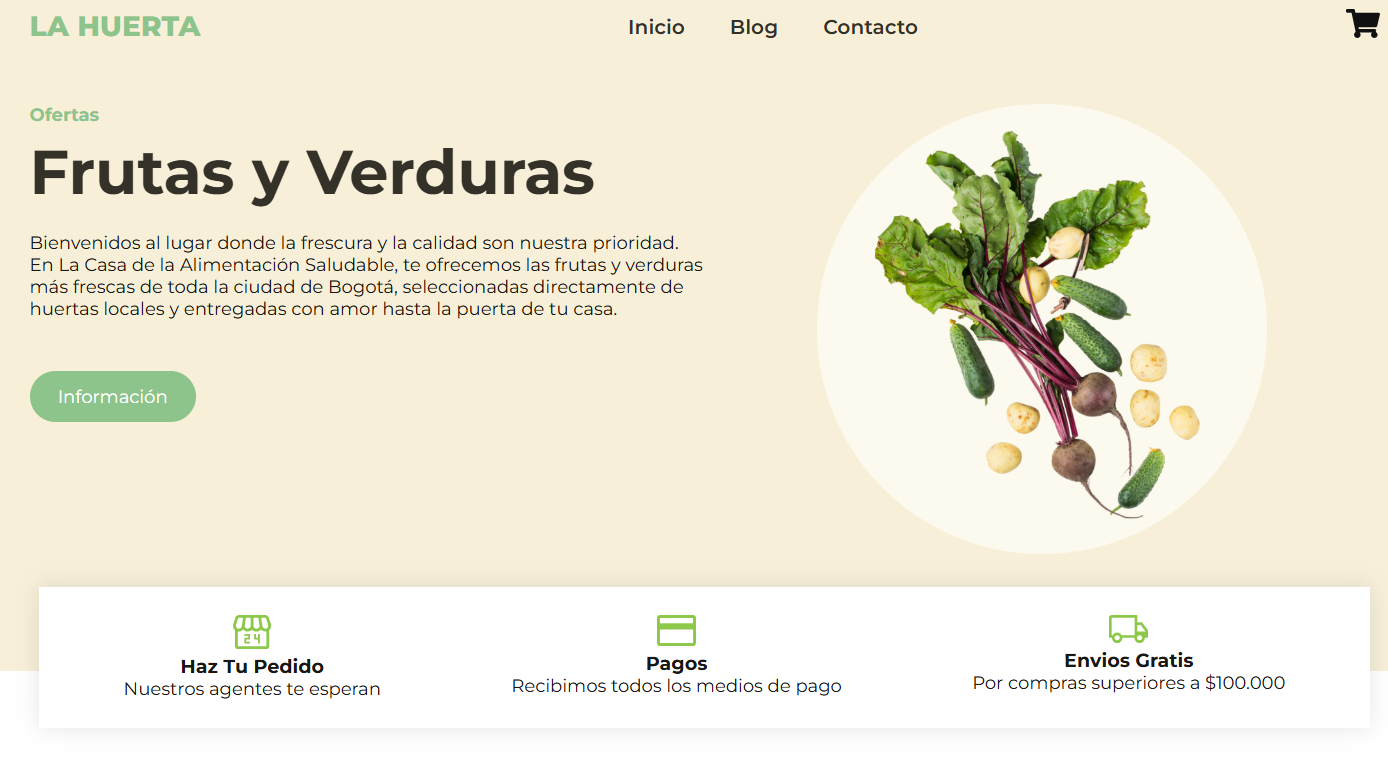 LA HUERTA
Inicio
Blog
Contacto
Ofertas
Frutas y Verduras
Bienvenidos al lugar donde la frescura y la calidad son nuestra prioridad.
En La Casa de la Alimentación Saludable, te ofrecemos las frutas y verduras
más frescas de toda la ciudad de Bogotá, seleccionadas directamente de
huertas locales y entregadas con amor hasta la puerta de tu casa.
Información
24
Haz Tu Pedido
Nuestros agentes te esperan
Pagos
Recibimos todos los medios de pago
Envios Gratis
Por compras superiores a $100.000